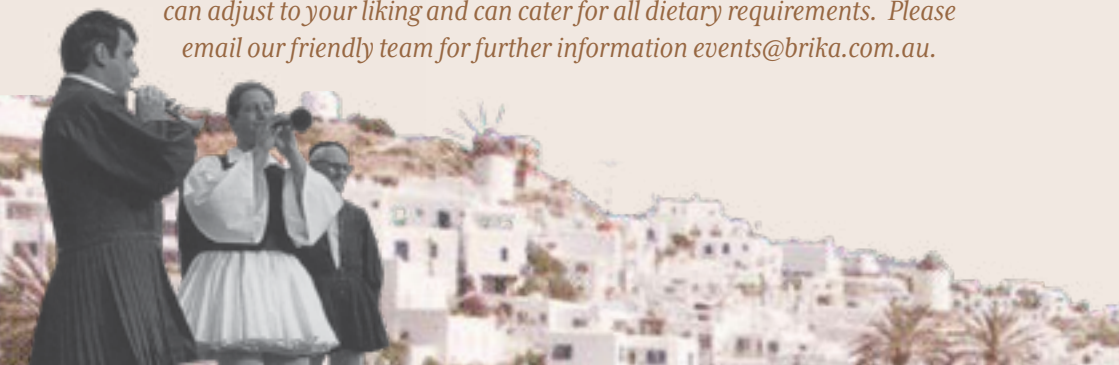 can adjust to your liking and can cater for all dietary requirements. Please
email our friendly team for further information events@brika.com.au.